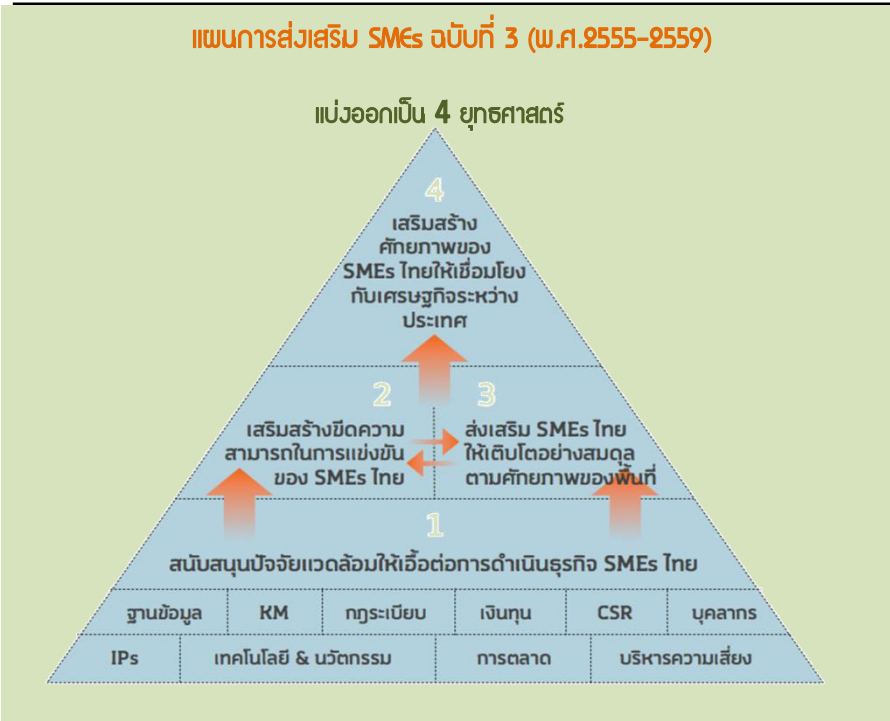 แผนการส่งเสริม SMEs ฉบับที่ 3 (พ.ศ.2555-2559)
แบ่งออกเป็น 4 ยุทธศาสตร์
4
เสริมสร้าง
ศักยภาพของ
SMEs ไทยให้เชื่อมโยง
กับเศรษฐกิจระหว่าง
ประเทศ
2
เสริมสร้างขีดความ
สามารถในการแข่งขัน
ของ SMEs ไทย
3
ส่งเสริม SMEs ไทย
ให้เติบโตอย่างสมดุล
ตามศักยภาพของพื้นที่
1
สนับสนุนปัจจัยแวดล้อมให้เอื้อต่อการดำเนินธุรกิจ SMEs ไทย
ฐานข้อมูล KM กฎระเบียบ เงินทุน CSR บุคลากร
IPs เทคโนโลยี & นวัตกรรม การตลาด บริหารความเสี่ยง